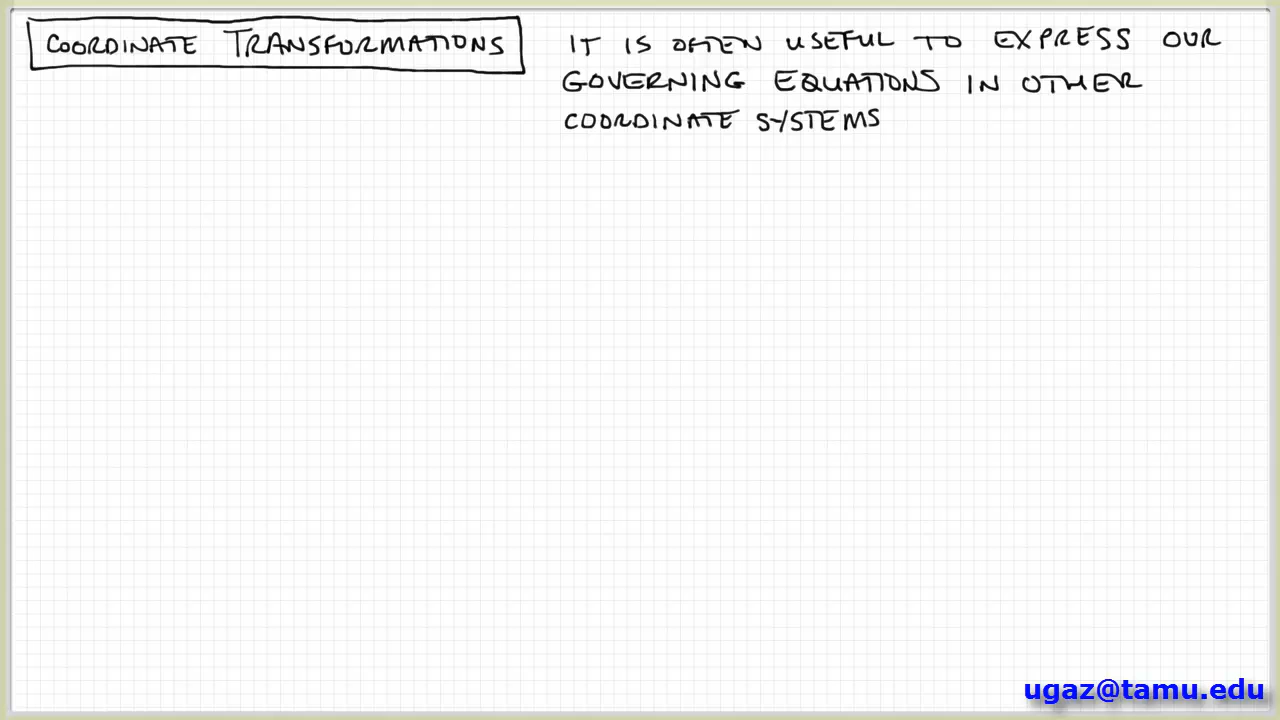 COORDINATE TRANSFORMATIONS
IT IS OFTEN USEFUL TO EXPRESS OUR
GOVERNING EQUATIONS IN OTHER
COORDINATE SYSTEMS
ugaz@tamu.edu